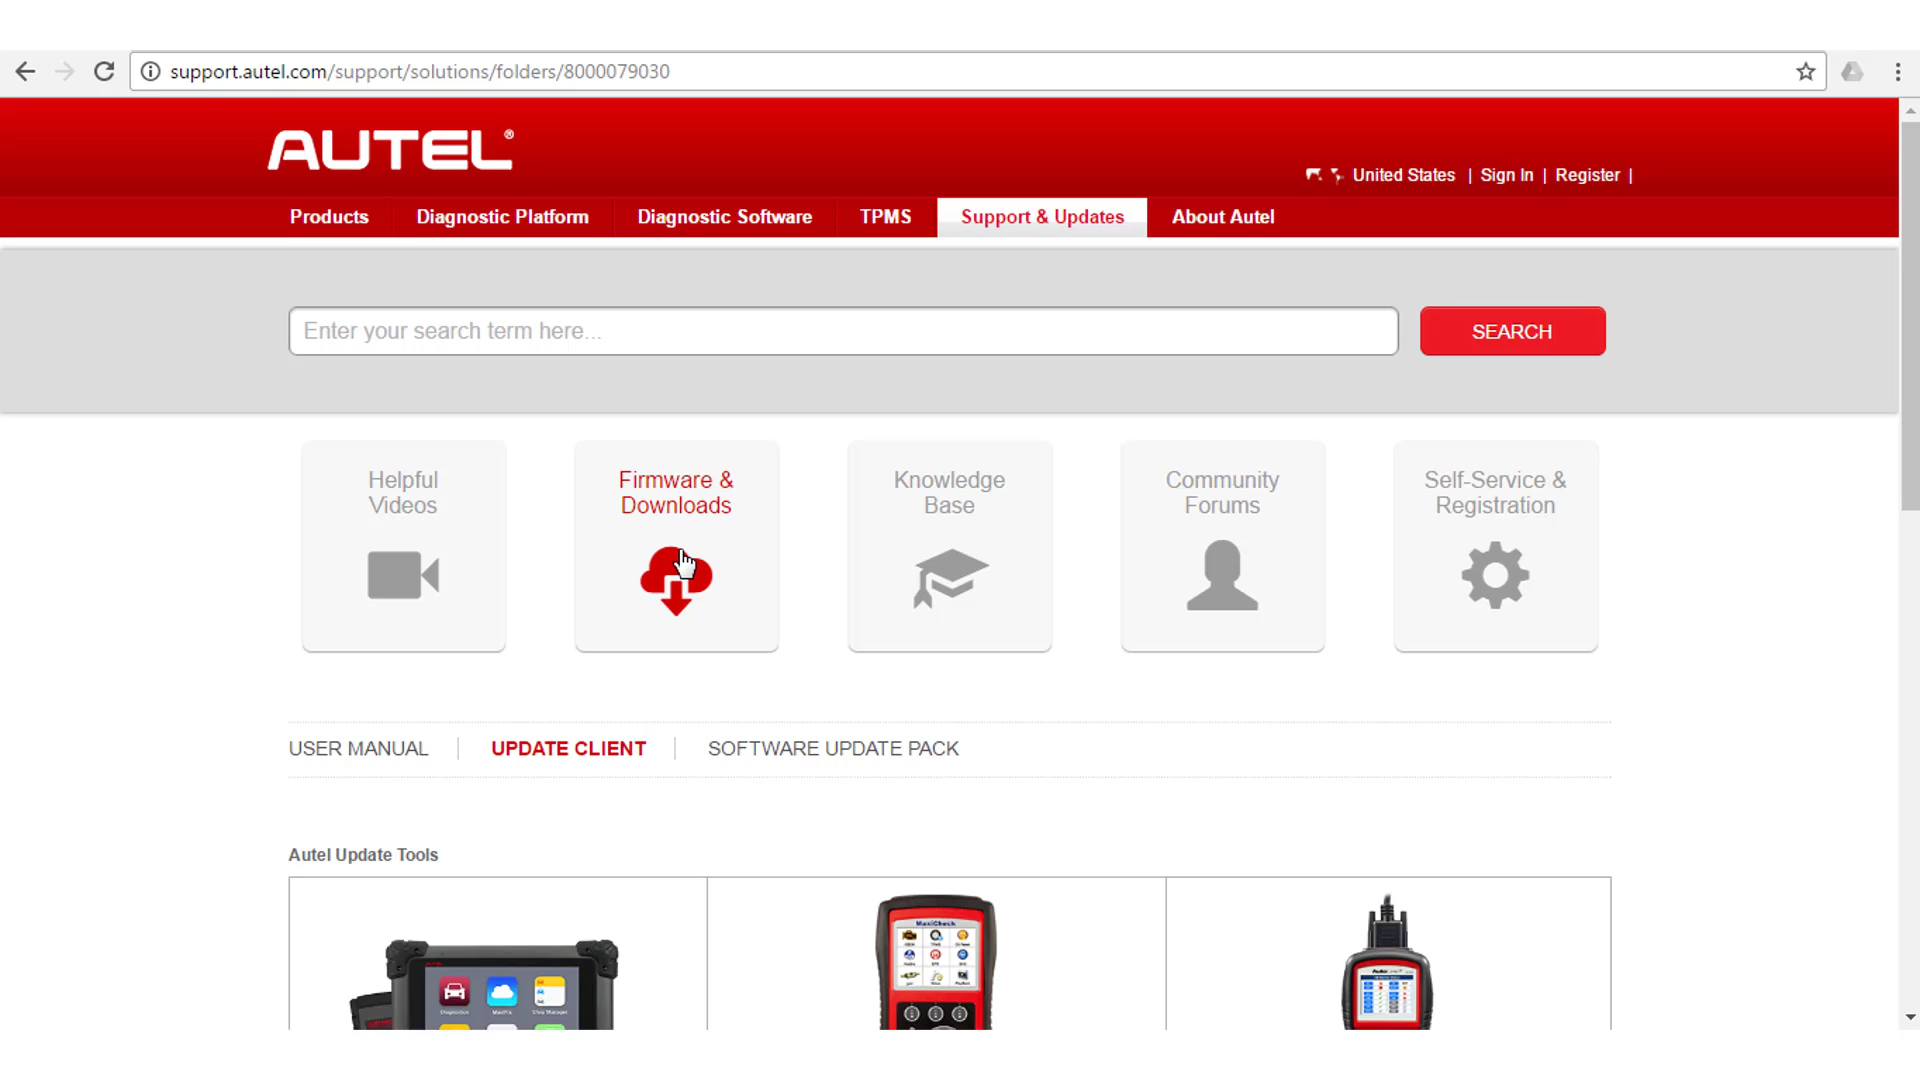 support.autel.com/support/solutions/folders/8000079030
AUTEL®
United States | Sign In | Register |
Products Diagnostic Platform Diagnostic Software TPMS Support & Updates About Autel
Enter your search term here... SEARCH
Helpful Videos
Firmware & Downloads
Knowledge Base
Community Forums
Self-Service & Registration
USER MANUAL UPDATE CLIENT SOFTWARE UPDATE PACK
Autel Update Tools
AUTEL
MaxiCheck